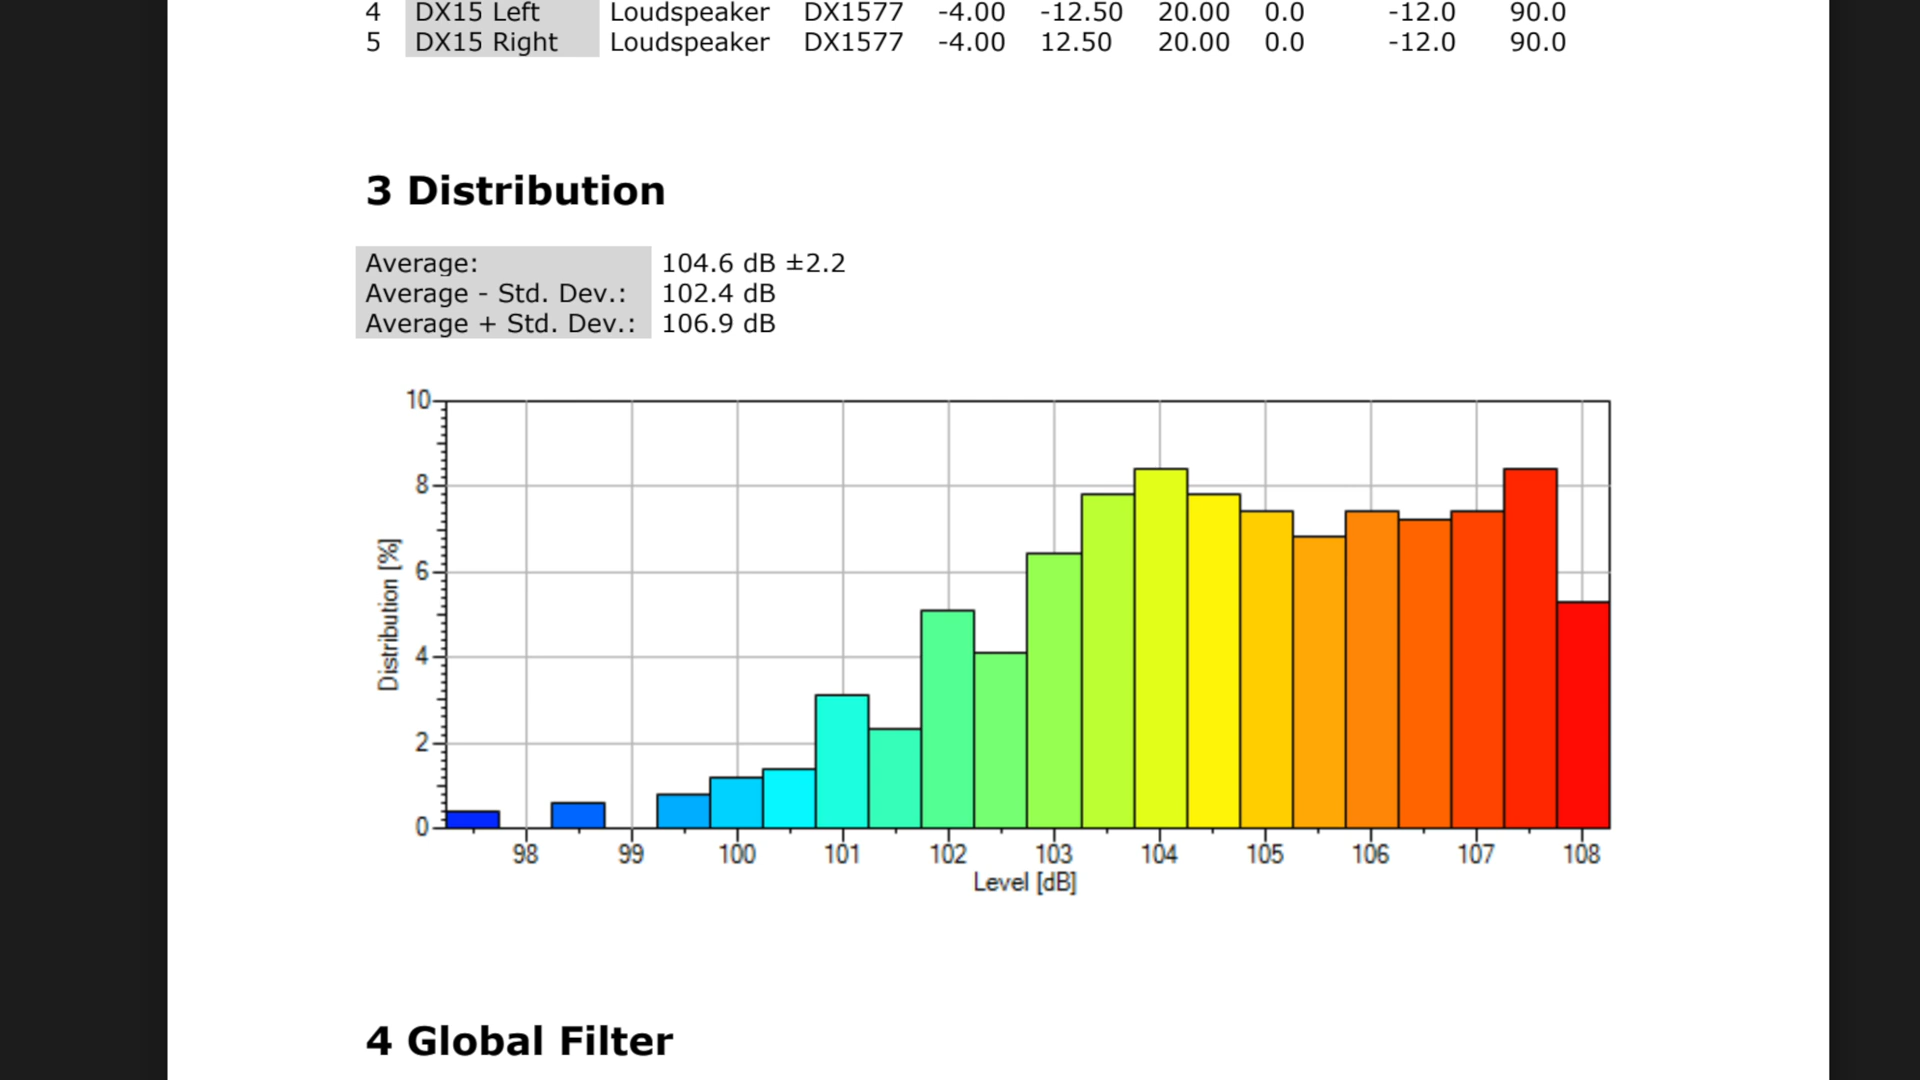 4 DX15 Left Loudspeaker DX1577 -4.00 -12.50 20.00 0.0 -12.0 90.0
5 DX15 Right Loudspeaker DX1577 -4.00 12.50 20.00 0.0 -12.0 90.0
3 Distribution
Average: 104.6 dB ±2.2
Average - Std. Dev.: 102.4 dB
Average + Std. Dev.: 106.9 dB
10
8
6
4
2
0
Distribution [%]
98 99 100 101 102 103 104 105 106 107 108
Level [dB]
4 Global Filter